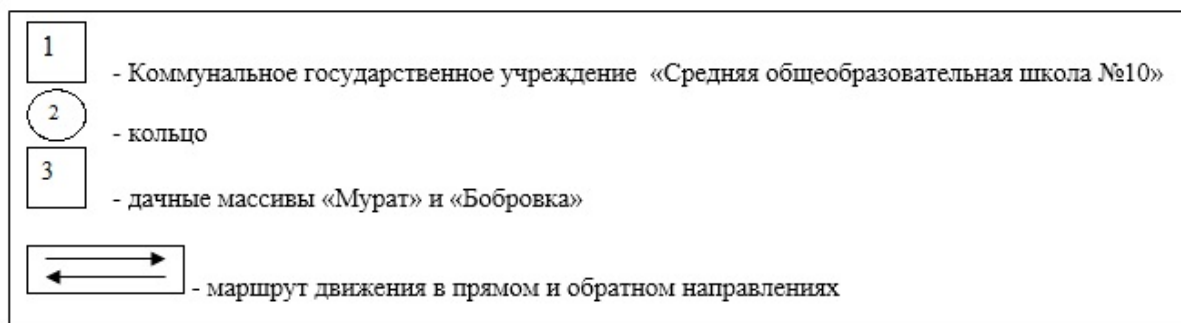 1
- Коммунальное государственное учреждение «Средняя общеобразовательная школа №10»
2
- кольцо
3
- дачные массивы «Мурат» и «Бобровка»
- маршрут движения в прямом и обратном направлениях